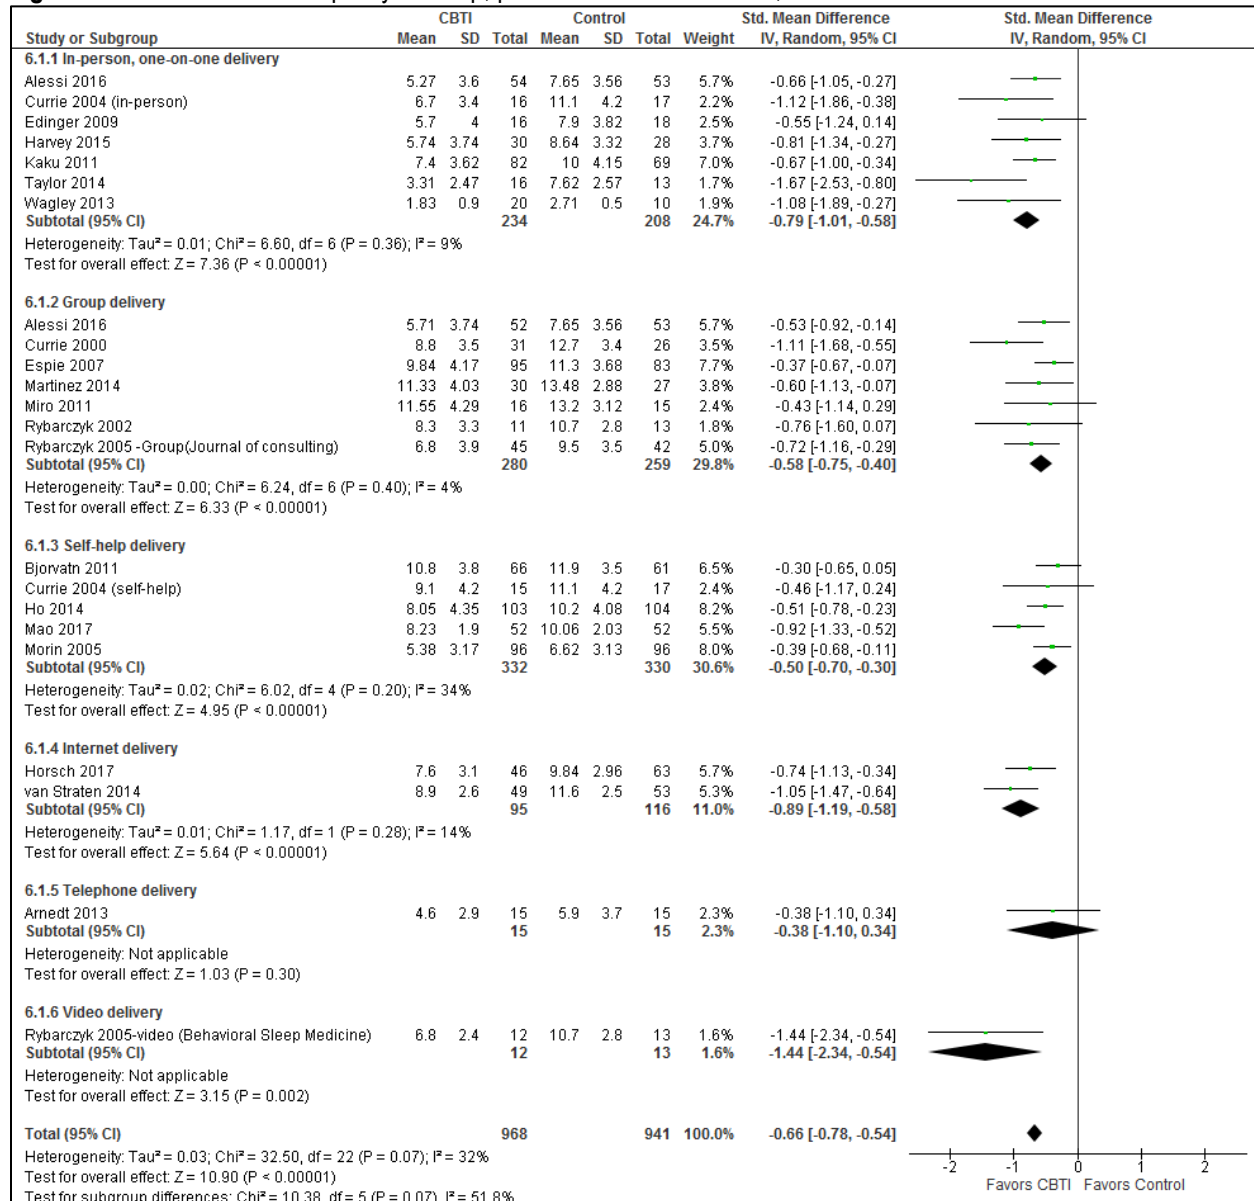 CBTI Control Std. Mean Difference Std. Mean Difference
Study or Subgroup Mean SD Total Mean SD Total Weight IV, Random, 95% CI IV, Random, 95% CI
6.1.1 In-person, one-on-one delivery
Alessi 2016 5.27 3.6 54 7.65 3.56 53 5.7% -0.66 [-1.05, -0.27]
Currie 2004 (in-person) 6.7 3.4 16 11.1 4.2 17 2.2% -1.12 [-1.86, -0.38]
Edinger 2009 5.7 4 16 7.9 3.82 18 2.5% -0.55 [-1.24, 0.14]
Harvey 2015 5.74 3.74 30 8.64 3.32 28 3.7% -0.81 [-1.34, -0.27]
Kaku 2011 7.4 3.62 82 10 4.15 69 7.0% -0.67 [-1.00, -0.34]
Taylor 2014 3.31 2.47 16 7.62 2.57 13 1.7% -1.67 [-2.53, -0.80]
Wagley 2013 1.83 0.9 20 2.71 0.5 10 1.9% -1.08 [-1.89, -0.27]
Subtotal (95% CI) 234 208 24.7% -0.79 [-1.01, -0.58]
Heterogeneity: Tau² = 0.01; Chi² = 6.60, df = 6 (P = 0.36); I² = 9%
Test for overall effect: Z = 7.36 (P < 0.00001)
6.1.2 Group delivery
Alessi 2016 5.71 3.74 52 7.65 3.56 53 5.7% -0.53 [-0.92, -0.14]
Currie 2000 8.8 3.5 31 12.7 3.4 26 3.5% -1.11 [-1.68, -0.55]
Espie 2007 9.84 4.17 95 11.3 3.68 83 7.7% -0.37 [-0.67, -0.07]
Martinez 2014 11.33 4.03 30 13.48 2.88 27 3.8% -0.60 [-1.13, -0.07]
Miro 2011 11.55 4.29 16 13.2 3.12 15 2.4% -0.43 [-1.14, 0.29]
Rybarczyk 2002 8.3 3.3 11 10.7 2.8 13 1.8% -0.76 [-1.60, 0.07]
Rybarczyk 2005 -Group(Journal of consulting) 6.8 3.9 45 9.5 3.5 42 5.0% -0.72 [-1.16, -0.29]
Subtotal (95% CI) 280 259 29.8% -0.58 [-0.75, -0.40]
Heterogeneity: Tau² = 0.00; Chi² = 6.24, df = 6 (P = 0.40); I² = 4%
Test for overall effect: Z = 6.33 (P < 0.00001)
6.1.3 Self-help delivery
Bjorvatn 2011 10.8 3.8 66 11.9 3.5 61 6.5% -0.30 [-0.65, 0.05]
Currie 2004 (self-help) 9.1 4.2 15 11.1 4.2 17 2.4% -0.46 [-1.17, 0.24]
Ho 2014 8.05 4.35 103 10.2 4.08 104 8.2% -0.51 [-0.78, -0.23]
Mao 2017 8.23 1.9 52 10.06 2.03 52 5.5% -0.92 [-1.33, -0.52]
Morin 2005 5.38 3.17 96 6.62 3.13 96 8.0% -0.39 [-0.68, -0.11]
Subtotal (95% CI) 332 330 30.6% -0.50 [-0.70, -0.30]
Heterogeneity: Tau² = 0.02; Chi² = 6.02, df = 4 (P = 0.20); I² = 34%
Test for overall effect: Z = 4.95 (P < 0.00001)
6.1.4 Internet delivery
Horsch 2017 7.6 3.1 46 9.84 2.96 63 5.7% -0.74 [-1.13, -0.34]
van Straten 2014 8.9 2.6 49 11.6 2.5 53 5.3% -1.05 [-1.47, -0.64]
Subtotal (95% CI) 95 116 11.0% -0.89 [-1.19, -0.58]
Heterogeneity: Tau² = 0.01; Chi² = 1.17, df = 1 (P = 0.28); I² = 14%
Test for overall effect: Z = 5.64 (P < 0.00001)
6.1.5 Telephone delivery
Arnedt 2013 4.6 2.9 15 5.9 3.7 15 2.3% -0.38 [-1.10, 0.34]
Subtotal (95% CI) 15 15 2.3% -0.38 [-1.10, 0.34]
Heterogeneity: Not applicable
Test for overall effect: Z = 1.03 (P = 0.30)
6.1.6 Video delivery
Rybarczyk 2005-video (Behavioral Sleep Medicine) 6.8 2.4 12 10.7 2.8 13 1.6% -1.44 [-2.34, -0.54]
Subtotal (95% CI) 12 13 1.6% -1.44 [-2.34, -0.54]
Heterogeneity: Not applicable
Test for overall effect: Z = 3.15 (P = 0.002)
Total (95% CI) 968 941 100.0% -0.66 [-0.78, -0.54]
Heterogeneity: Tau² = 0.03; Chi² = 32.50, df = 22 (P = 0.07); I² = 32%
Test for overall effect: Z = 10.90 (P < 0.00001)
Test for subgroup differences: Chi² = 10.38, df = 5 (P = 0.07), I² = 51.8%
-2 -1 0 1 2
Favors CBTI Favors Control